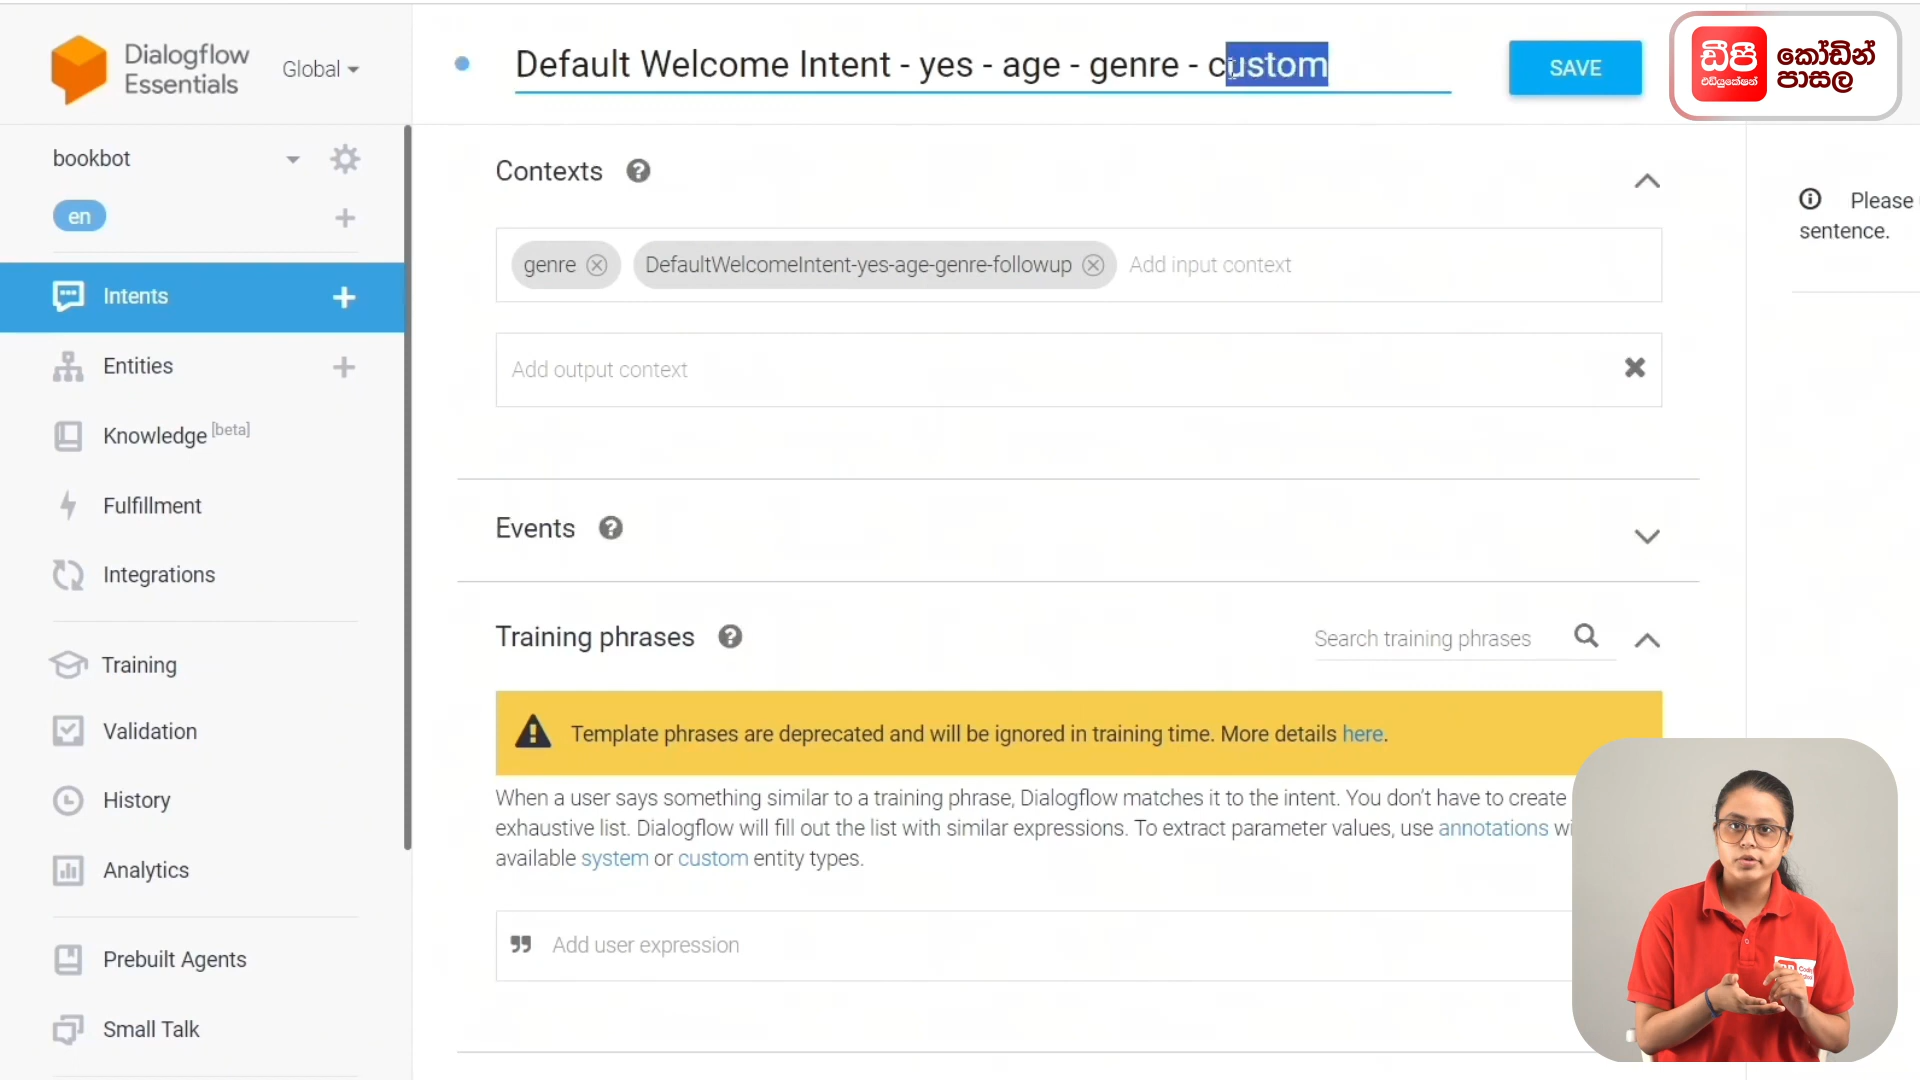 Dialogflow
Essentials
Global
Default Welcome Intent - yes - age - genre - custom
SAVE
ඩීපී
එඩියුකේෂන්
කෝඩින්
පාසල
bookbot
en
Intents
Entities
Knowledge [beta]
Fulfillment
Integrations
Training
Validation
History
Analytics
Prebuilt Agents
Small Talk
Contexts
genre
DefaultWelcomeIntent-yes-age-genre-followup
Add input context
Add output context
Events
Training phrases
Search training phrases
Template phrases are deprecated and will be ignored in training time. More details here.
When a user says something similar to a training phrase, Dialogflow matches it to the intent. You don't have to create
exhaustive list. Dialogflow will fill out the list with similar expressions. To extract parameter values, use annotations wi
available system or custom entity types.
Add user expression
Please
sentence.